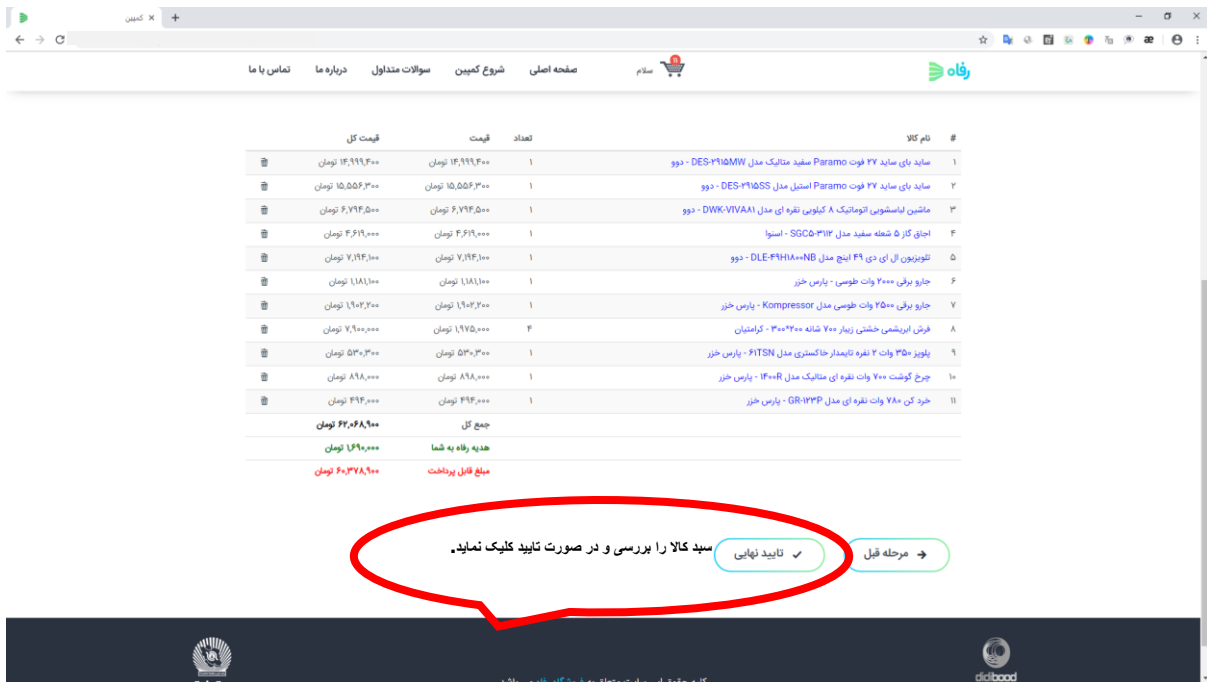 کمپین
رفاه
۱۱
سلام
صفحه اصلی شروع کمپین سوالات متداول درباره ما تماس با ما
# نام کالا تعداد قیمت قیمت کل
۱ ساید بای ساید ۲۷ فوت Paramo سفید متالیک مدل DES-۲۹۱۵MW - دوو ۱ ۱۴,۹۹۹,۴۰۰ تومان ۱۴,۹۹۹,۴۰۰ تومان
۲ ساید بای ساید ۲۷ فوت Paramo استیل مدل DES-۲۹۱۵SS - دوو ۱ ۱۵,۵۵۶,۳۰۰ تومان ۱۵,۵۵۶,۳۰۰ تومان
۳ ماشین لباسشویی اتوماتیک ۸ کیلویی نقره ای مدل DWK-VIVA۸۱ - دوو ۱ ۶,۷۹۴,۵۰۰ تومان ۶,۷۹۴,۵۰۰ تومان
۴ اجاق گاز ۵ شعله سفید مدل SGC۵-۳۱۱۲ - اسنوا ۱ ۴,۶۱۹,۰۰۰ تومان ۴,۶۱۹,۰۰۰ تومان
۵ تلویزیون ال ای دی ۴۹ اینچ مدل DLE-۴۹H۱۸۰۰NB - دوو ۱ ۷,۱۹۴,۱۰۰ تومان ۷,۱۹۴,۱۰۰ تومان
۶ جارو برقی ۲۰۰۰ وات طوسی - پارس خزر ۱ ۱,۱۸۱,۱۰۰ تومان ۱,۱۸۱,۱۰۰ تومان
۷ جارو برقی ۲۵۰۰ وات طوسی مدل Kompressor - پارس خزر ۱ ۱,۹۰۲,۲۰۰ تومان ۱,۹۰۲,۲۰۰ تومان
۸ فرش ابریشمی خشتی زیبار ۷۰۰ شانه ۲۰۰*۳۰۰ - کرامتیان ۴ ۱,۹۷۵,۰۰۰ تومان ۷,۹۰۰,۰۰۰ تومان
۹ پلوپز ۳۵۰ وات ۲ نفره تایمدار خاکستری مدل ۶۱TSN - پارس خزر ۱ ۵۳۰,۳۰۰ تومان ۵۳۰,۳۰۰ تومان
۱۰ چرخ گوشت ۷۰۰ وات نقره ای متالیک مدل ۱۴۰۰R - پارس خزر ۱ ۸۹۸,۰۰۰ تومان ۸۹۸,۰۰۰ تومان
۱۱ خرد کن ۷۸۰ وات نقره ای مدل GR-۱۲۳P - پارس خزر ۱ ۴۹۴,۰۰۰ تومان ۴۹۴,۰۰۰ تومان
جمع کل ۶۲,۰۶۸,۹۰۰ تومان
هدیه رفاه به شما ۱,۶۹۰,۰۰۰ تومان
مبلغ قابل پرداخت ۶۰,۳۷۸,۹۰۰ تومان
مرحله قبل
تایید نهایی
سبد کالا را بررسی و در صورت تایید کلیک نماید.
didibood